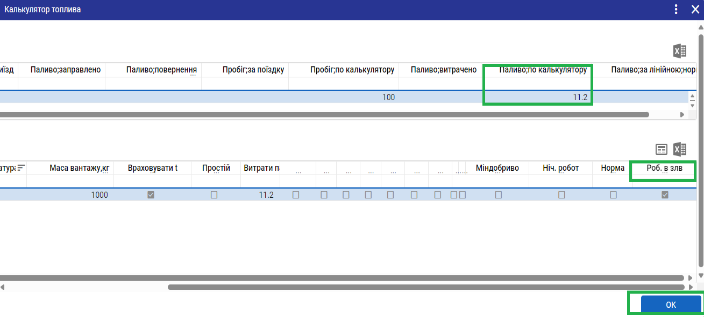 Калькулятор топлива
иїзд Паливо;заправлено Паливо;повернення Пробіг;за поїздку Пробіг;по калькулятору Паливо;витрачено Паливо;по калькулятору Паливо;за лінійною;нор
100 11.2
атура Маса вантажу,кг Враховувати t Простій Витрати п ... ... ... ... ... ... ... ... Міндобриво Ніч. робот Норма Роб. в злв
1000 11.2
OK